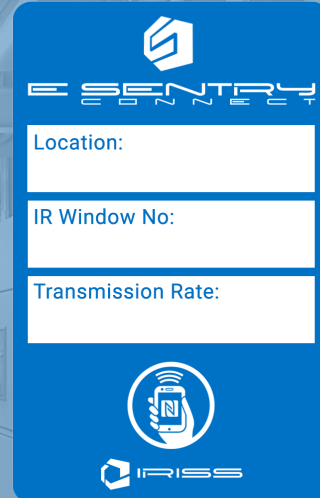 E SENTRY
CONNECT
Location:
IR Window No:
Transmission Rate:
IRISS